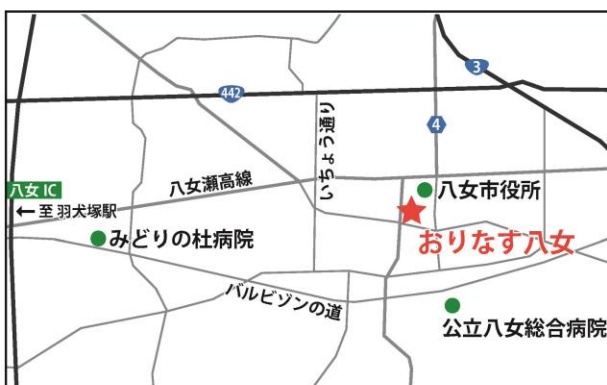 3
442
いちょう通り
4
八女瀬高線
八女 IC
八女市役所
← 至 羽犬塚駅
おりなす八女
みどりの杜病院
バルビゾンの道
公立八女総合病院